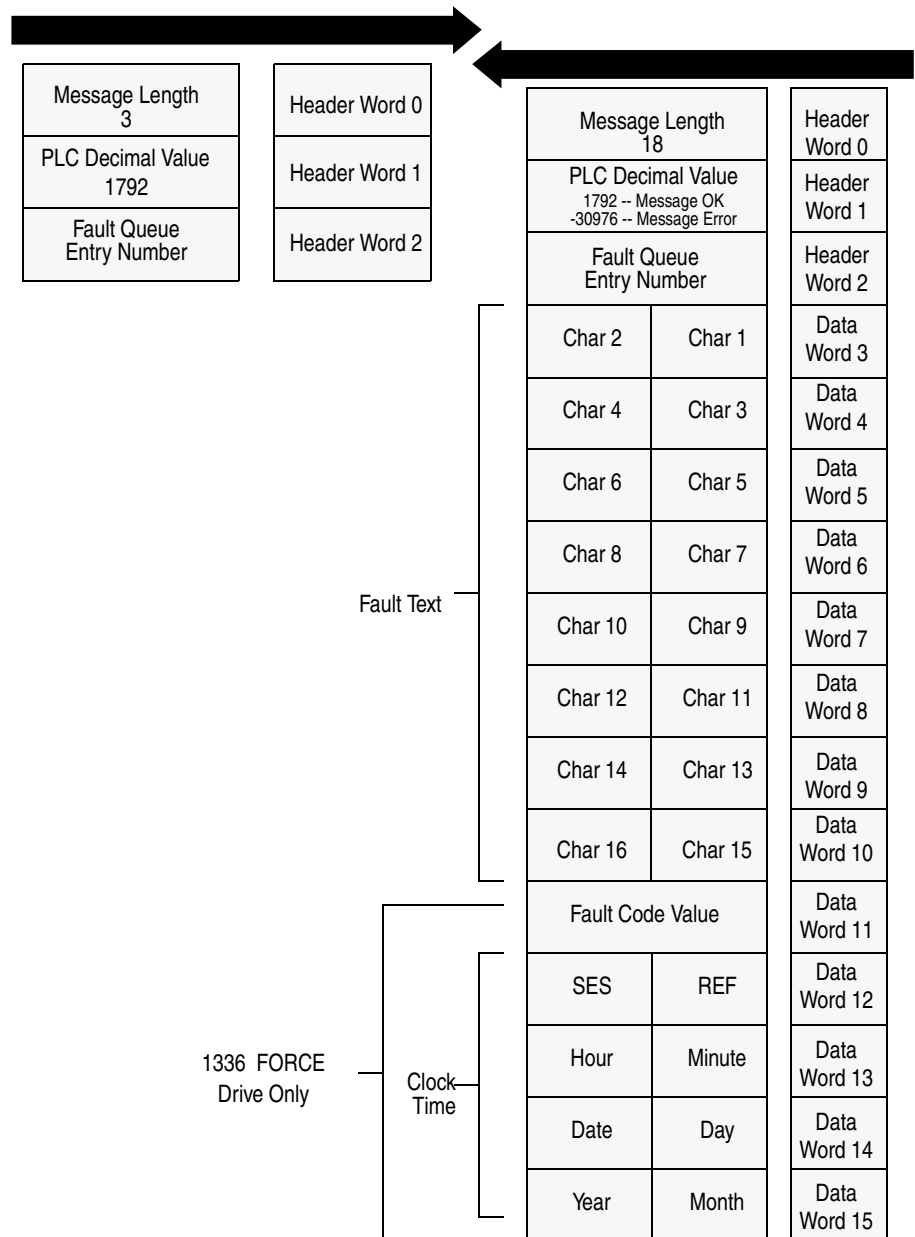 Message Length
3
Header Word 0
PLC Decimal Value
1792
Header Word 1
Fault Queue
Entry Number
Header Word 2
Message Length
18
Header
Word 0
PLC Decimal Value
1792 -- Message OK
-30976 -- Message Error
Header
Word 1
Fault Queue
Entry Number
Header
Word 2
Char 2
Char 1
Data
Word 3
Char 4
Char 3
Data
Word 4
Char 6
Char 5
Data
Word 5
Char 8
Char 7
Data
Word 6
Fault Text
Char 10
Char 9
Data
Word 7
Char 12
Char 11
Data
Word 8
Char 14
Char 13
Data
Word 9
Char 16
Char 15
Data
Word 10
Fault Code Value
Data
Word 11
1336 FORCE
Drive Only
Clock
Time
SES
REF
Data
Word 12
Hour
Minute
Data
Word 13
Date
Day
Data
Word 14
Year
Month
Data
Word 15